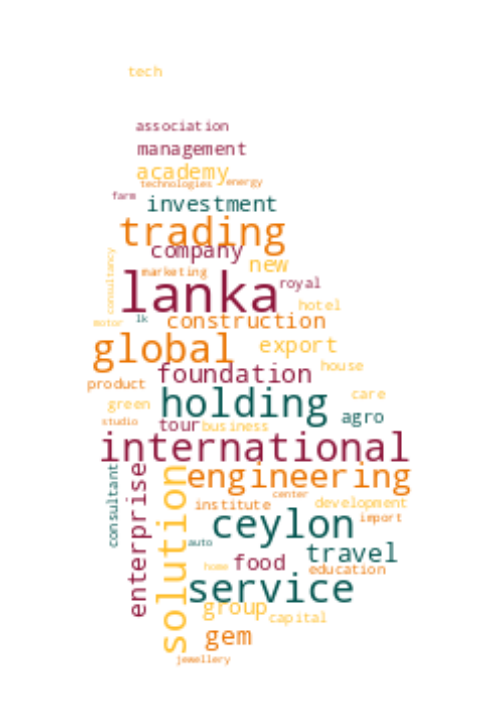 tech
association
management
academy
technologies energy
farm
investment
trading
company
new
marketing
consultancy
lanka
royal
hotel
motor lk construction
global
export
house
foundation
product
care
green
holding
agro
studio
tour business
international
engineering
consultant
enterprise
solution
center
institute
development
import
ceylon
auto
travel
food
home
education
service
group
capital
gem
jewellery